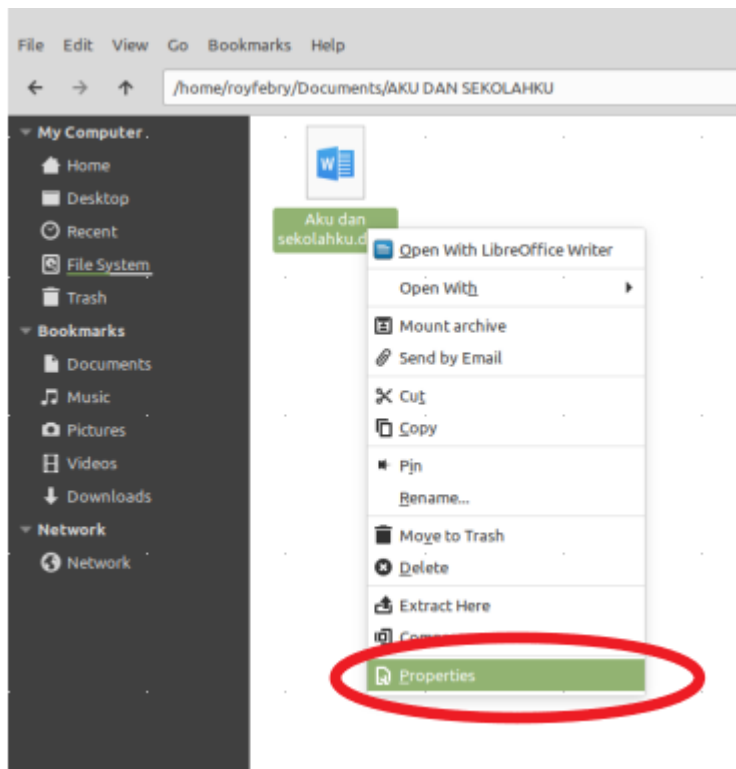 File Edit View Go Bookmarks Help
/home/royfebry/Documents/AKU DAN SEKOLAHKU
My Computer
Home
Desktop
Recent
File System
Trash
Bookmarks
Documents
Music
Pictures
Videos
Downloads
Network
Network
W
Aku dan
Open With LibreOffice Writer
Open With
Mount archive
Send by Email
Cut
Copy
Pin
Rename...
Move to Trash
Delete
Extract Here
Properties